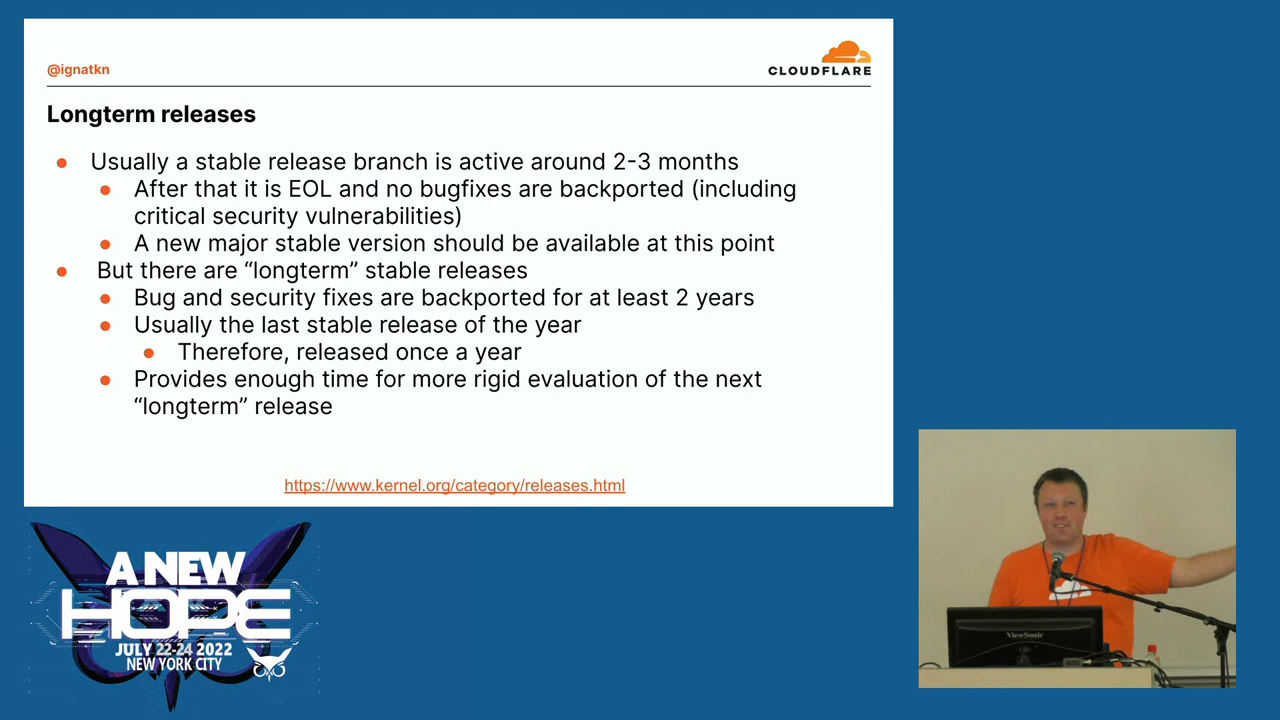 @ignatkn
CLOUDFLARE
Longterm releases
Usually a stable release branch is active around 2-3 months
After that it is EOL and no bugfixes are backported (including
critical security vulnerabilities)
A new major stable version should be available at this point
But there are “longterm” stable releases
Bug and security fixes are backported for at least 2 years
Usually the last stable release of the year
Therefore, released once a year
Provides enough time for more rigid evaluation of the next
“longterm” release
https://www.kernel.org/category/releases.html
A NEW
HOPE
JULY 22-24 2022
NEW YORK CITY
ViewSonic